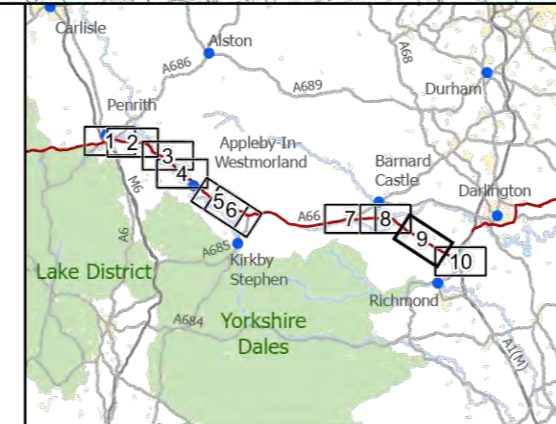 Carlisle
Alston
A686
A689
A68
Durham
Penrith
1
2
3
4
5
6
Appleby-In-
Westmorland
Barnard
Castle
Darlington
M6
A6
A66
7
8
9
10
A685
Kirkby
Stephen
Lake District
Richmond
A684
Yorkshire
Dales
A1(M)